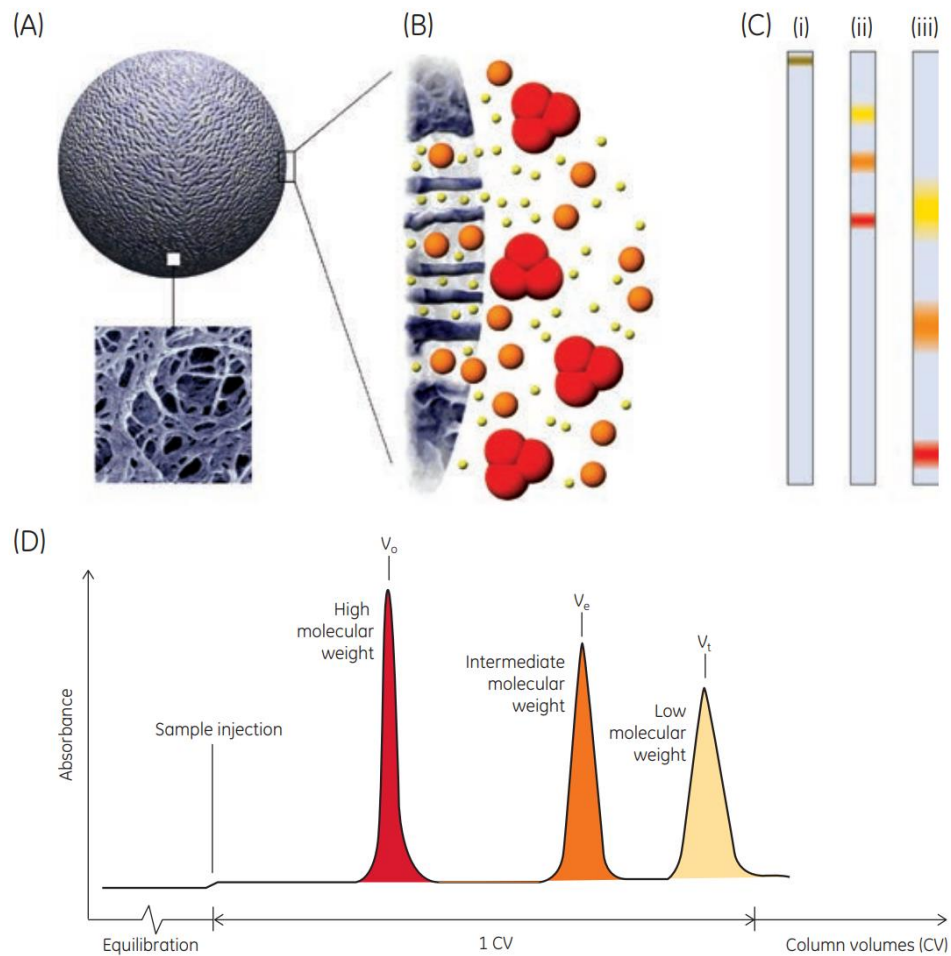 (A)
(B)
(C) (i) (ii) (iii)
(D)
Vₒ
High
molecular
weight
Vₑ
Intermediate
molecular
weight
Vₜ
Low
molecular
weight
Sample injection
Absorbance
Equilibration
1 CV
Column volumes (CV)